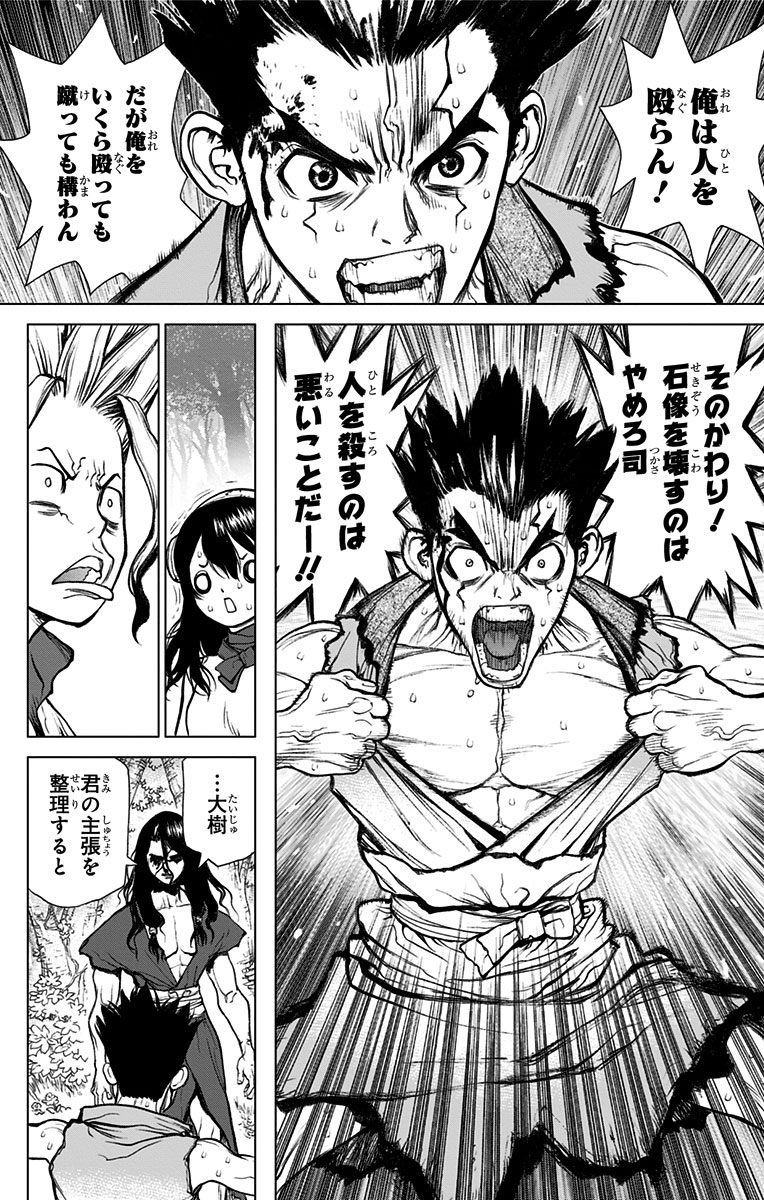 俺は人を
殴らん！
だが俺を
いくら殴っても
蹴っても構わん
そのかわり！
石像を壊すのは
やめろ司
人を殺すのは
悪いことだー!!
…大樹
君の主張を
整理すると